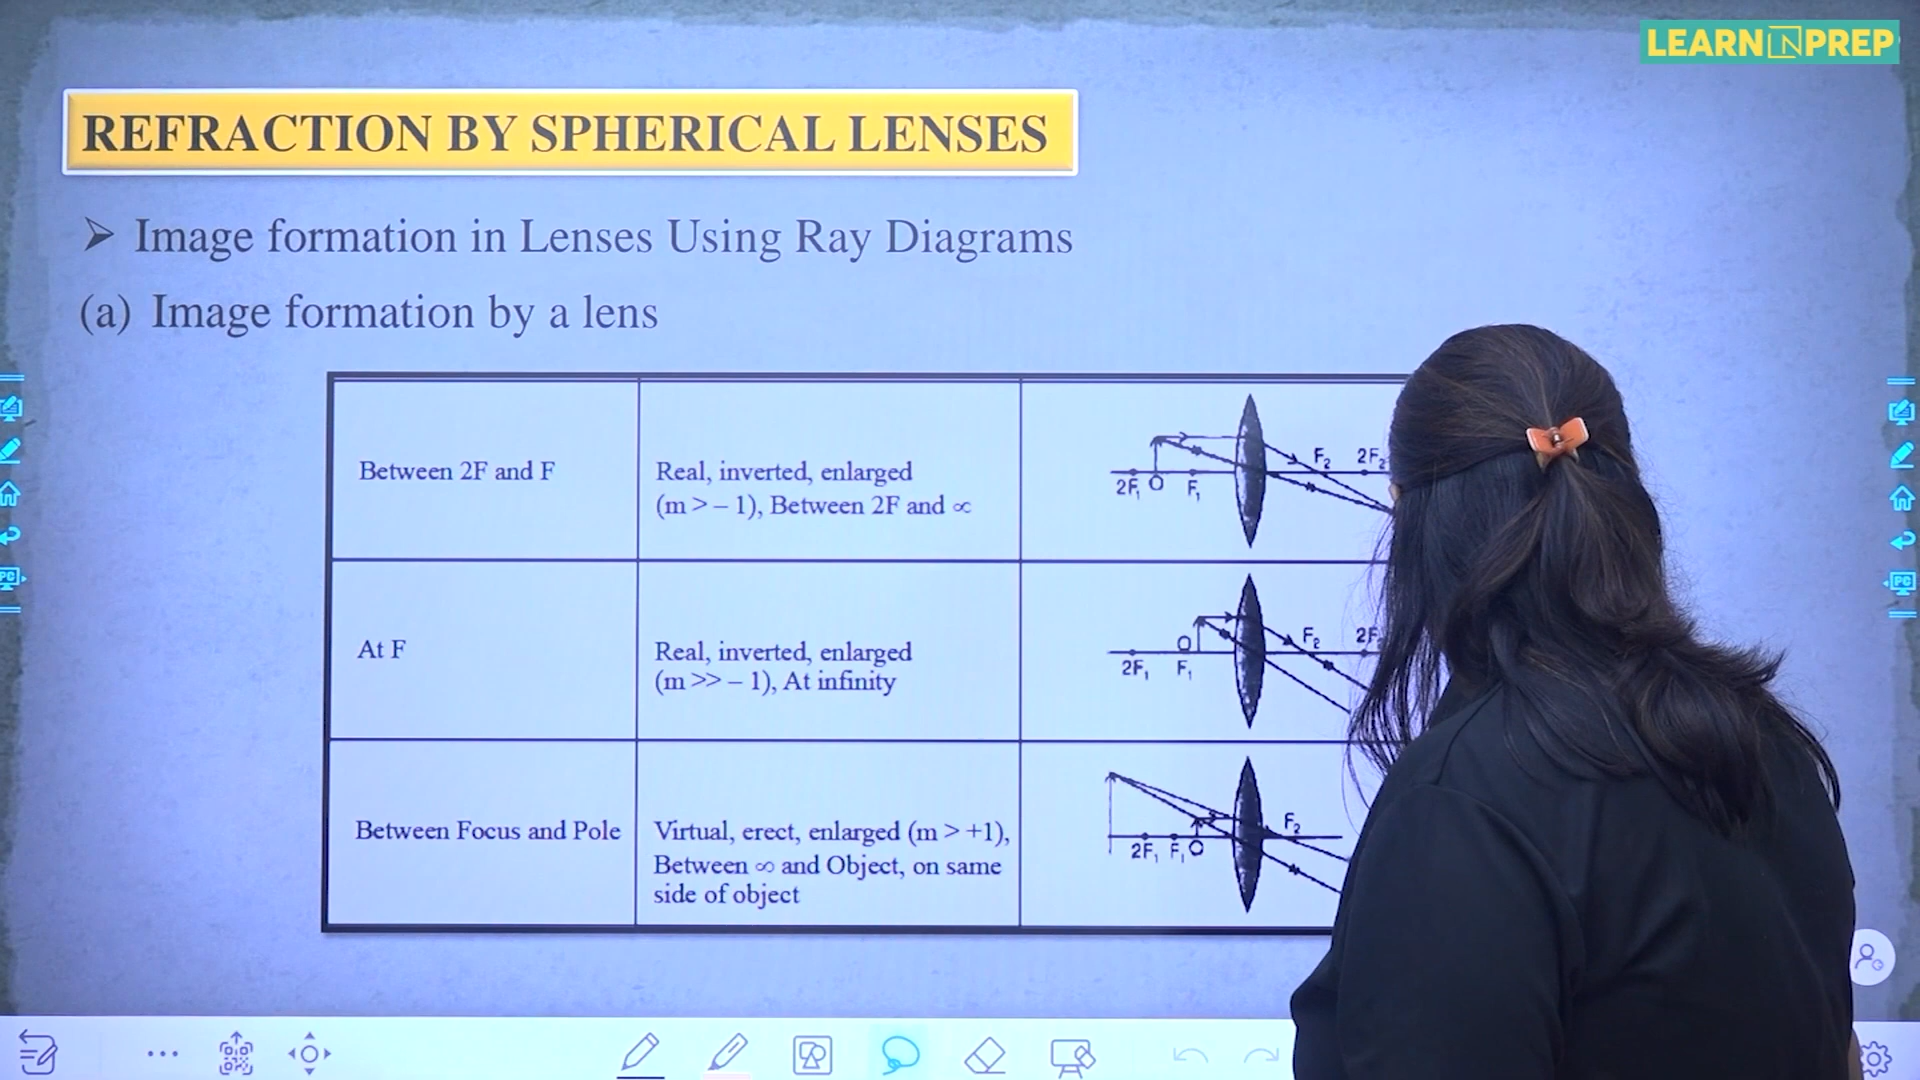 LEARN N PREP
REFRACTION BY SPHERICAL LENSES
➢ Image formation in Lenses Using Ray Diagrams
(a) Image formation by a lens
Between 2F and F
Real, inverted, enlarged
(m > – 1), Between 2F and ∝
2F₁ O F₁ F₂ 2F₂
At F
Real, inverted, enlarged
(m >> – 1), At infinity
2F₁ F₁ O F₂ 2F
Between Focus and Pole
Virtual, erect, enlarged (m > +1),
Between ∞ and Object, on same
side of object
2F₁ F₁ O F₂
PC
PC